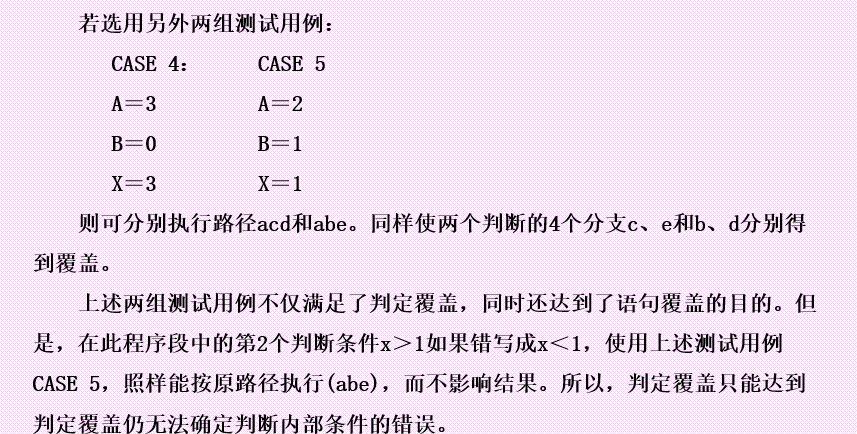 若选用另外两组测试用例：
CASE 4： CASE 5
A＝3 A＝2
B＝0 B＝1
X＝3 X＝1
则可分别执行路径acd和abe。同样使两个判断的4个分支c、e和b、d分别得
到覆盖。
上述两组测试用例不仅满足了判定覆盖，同时还达到了语句覆盖的目的。但
是，在此程序段中的第2个判断条件x＞1如果错写成x＜1，使用上述测试用例
CASE 5，照样能按原路径执行(abe)，而不影响结果。所以，判定覆盖只能达到
判定覆盖仍无法确定判断内部条件的错误。